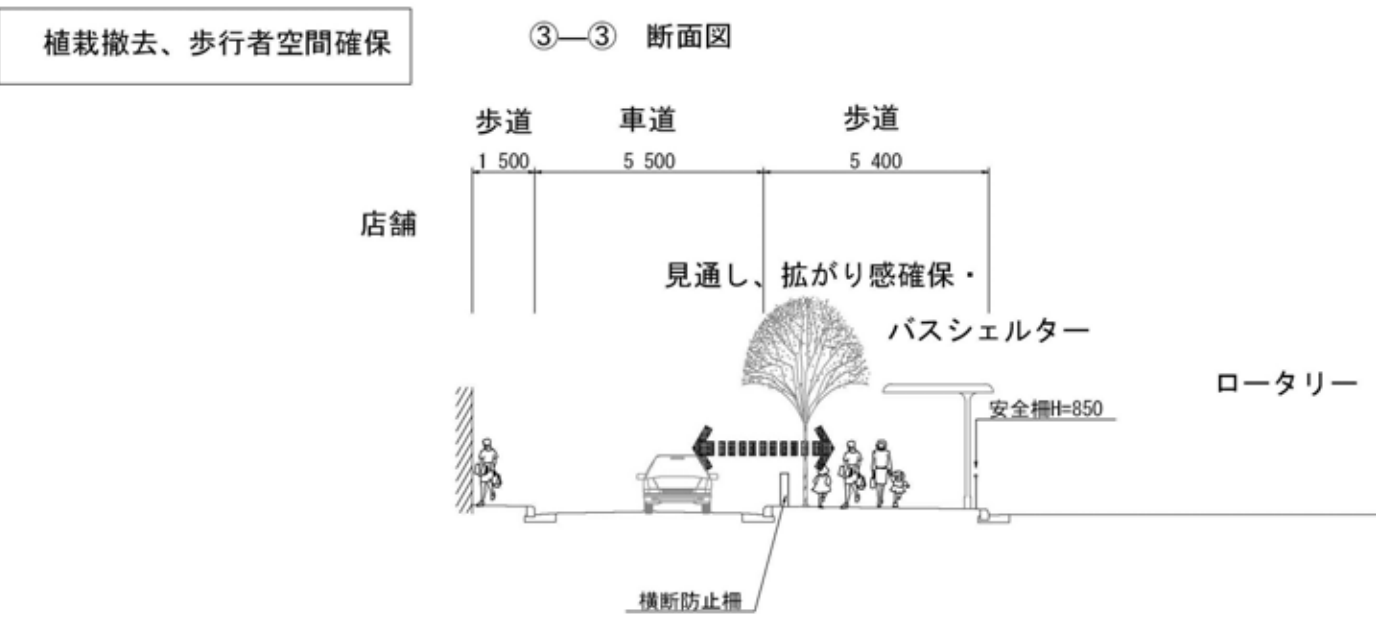 植栽撤去、歩行者空間確保
③―③　断面図
歩道
車道
歩道
1 500
5 500
5 400
店舗
見通し、拡がり感確保・
バスシェルター
ロータリー
安全柵H=850
横断防止柵